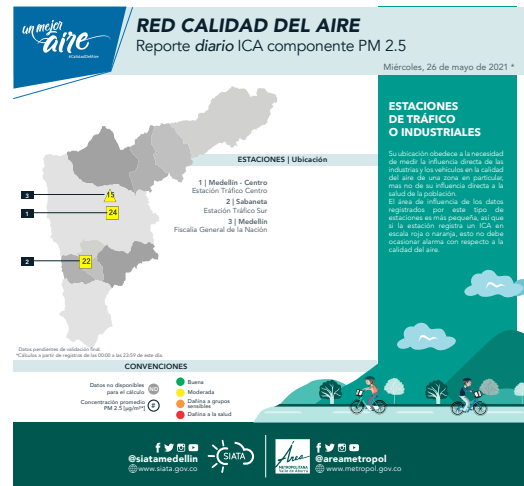 un mejor
aire
#CalidadDelAire
RED CALIDAD DEL AIRE
Reporte diario ICA componente PM 2.5
Miércoles, 26 de mayo de 2021 *
ESTACIONES
DE TRÁFICO
O INDUSTRIALES
Su ubicación obedece a la necesidad
de medir la influencia directa de las
industrias y los vehículos en la calidad
del aire de una zona en particular,
mas no de su influencia directa a la
salud de la población.
El área de influencia de los datos
registrados por este tipo de
estaciones es más pequeña, así que
si la estación registra un ICA en
escala roja o naranja, esto no debe
ocasionar alarma con respecto a la
calidad del aire.
ESTACIONES | Ubicación
1 | Medellín - Centro
Estación Tráfico Centro
2 | Sabaneta
Estación Tráfico Sur
3 | Medellín
Fiscalía General de la Nación
3
15
1
24
2
22
Datos pendientes de validación final.
*Cálculos a partir de registros de las 00:00 a las 23:59 de este día.
CONVENCIONES
Datos no disponibles
para el cálculo
ND
Concentración promedio
PM 2.5 [µg/m³*]
#
Buena
Moderada
Dañina a grupos
sensibles
Dañina a la salud
@siatamedellin
www.siata.gov.co
SIATA
Área
METROPOLITANA
Valle de Aburrá
@areametropol
www.metropol.gov.co